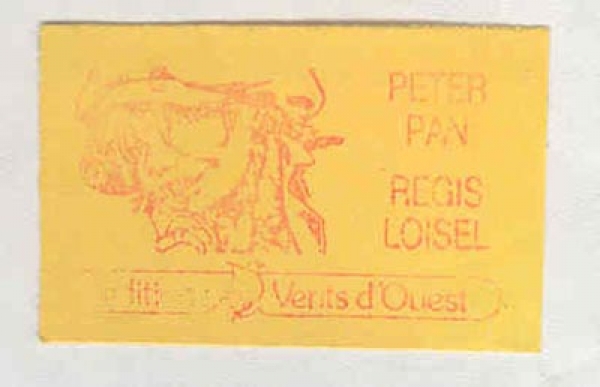 PETER
PAN
REGIS
LOISEL
Vents d'Ouest